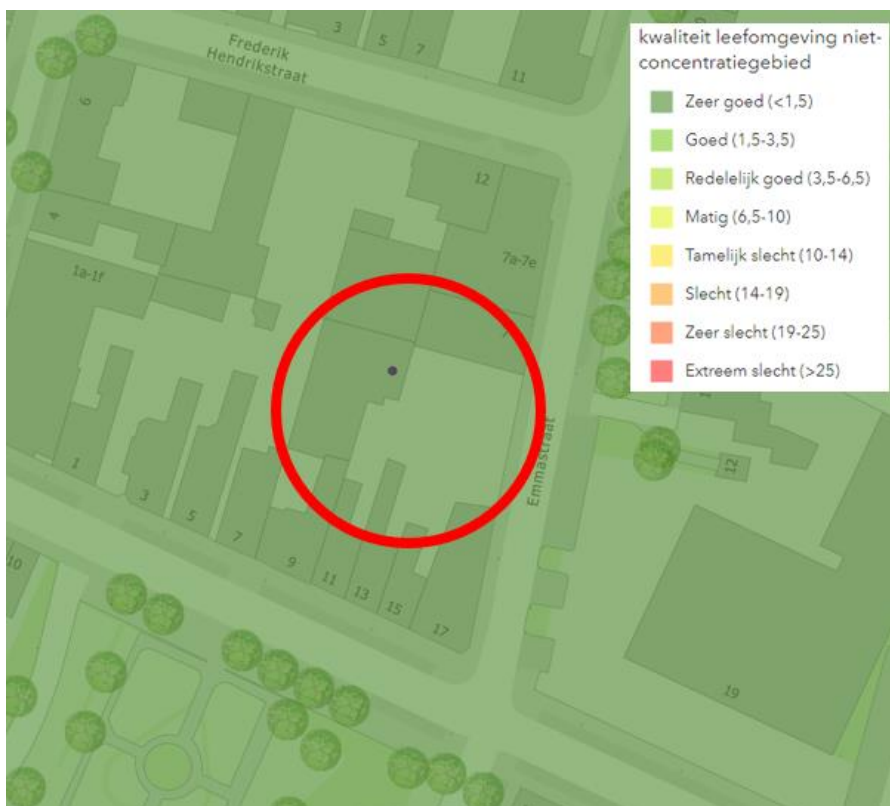 kwaliteit leefomgeving niet-
concentratiegebied
Zeer goed (<1,5)
Goed (1,5-3,5)
Redelelijk goed (3,5-6,5)
Matig (6,5-10)
Tamelijk slecht (10-14)
Slecht (14-19)
Zeer slecht (19-25)
Extreem slecht (>25)
Frederik
Hendrikstraat
3
5
7
11
6
12
4
7a-7e
1a-1f
Emmastraat
12
1
3
5
7
9
11
13
15
17
10
19